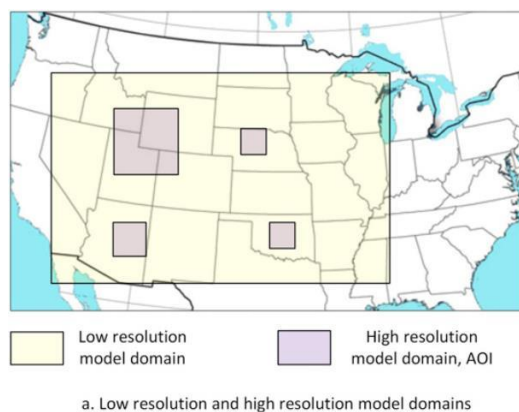 Low resolution
model domain
High resolution
model domain, AOI
a. Low resolution and high resolution model domains